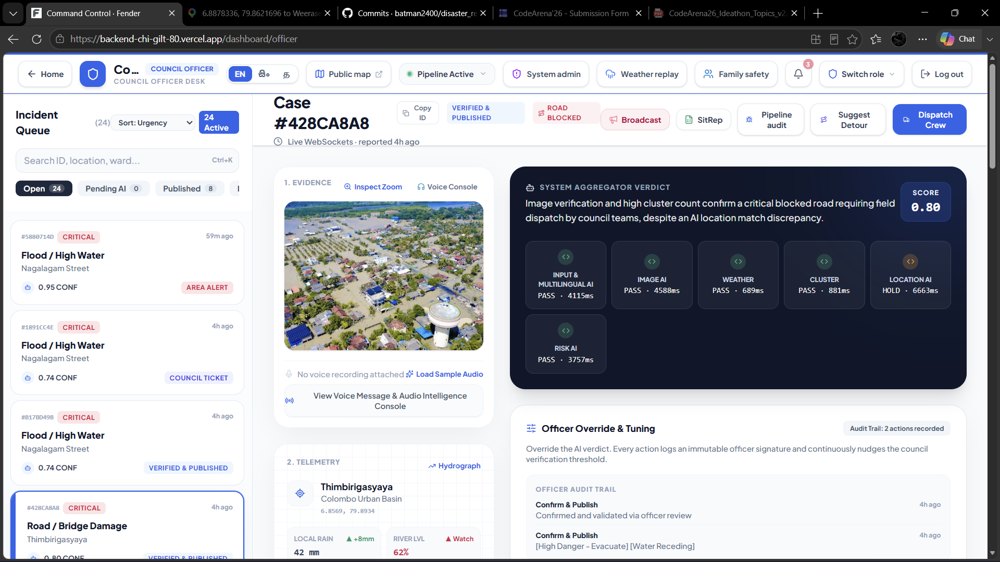 Command Control · Fender
6.8878336, 79.8621696 to Weerase
Commits · batman2400/disaster_re
CodeArena'26 - Submission Form
CodeArena26_Ideathon_Topics_v2.
https://backend-chi-gilt-80.vercel.app/dashboard/officer
Chat
Home
Co...
COUNCIL OFFICER
COUNCIL OFFICER DESK
EN
සිං
த
Public map
Pipeline Active
System admin
Weather replay
Family safety
3
Switch role
Log out
Incident Queue
(24)
Sort: Urgency
24 Active
Search ID, location, ward...
Ctrl+K
Open 24
Pending AI 0
Published 8
#5880714D CRITICAL 59m ago
Flood / High Water
Nagalagam Street
0.95 CONF
AREA ALERT
#1891CC4E CRITICAL 4h ago
Flood / High Water
Nagalagam Street
0.74 CONF
COUNCIL TICKET
#B17BD49B CRITICAL 4h ago
Flood / High Water
Nagalagam Street
0.74 CONF
VERIFIED & PUBLISHED
#428CA8A8 CRITICAL 4h ago
Road / Bridge Damage
Thimbirigasyaya
0.80 CONF
VERIFIED & PUBLISHED
Case
#428CA8A8
Copy ID
VERIFIED & PUBLISHED
ROAD BLOCKED
Live WebSockets · reported 4h ago
Broadcast
SitRep
Pipeline audit
Suggest Detour
Dispatch Crew
1. EVIDENCE
Inspect Zoom
Voice Console
No voice recording attached
Load Sample Audio
View Voice Message & Audio Intelligence
Console
2. TELEMETRY
Hydrograph
Thimbirigasyaya
Colombo Urban Basin
6.8569, 79.8934
LOCAL RAIN ▲ +8mm
42 mm
RIVER LVL ▲ Watch
62%
SYSTEM AGGREGATOR VERDICT
Image verification and high cluster count confirm a critical blocked road requiring field
dispatch by council teams, despite an AI location match discrepancy.
SCORE
0.80
INPUT &
MULTILINGUAL AI
PASS · 4115ms
IMAGE AI
PASS · 4588ms
WEATHER
PASS · 689ms
CLUSTER
PASS · 881ms
LOCATION AI
HOLD · 6663ms
RISK AI
PASS · 3757ms
Officer Override & Tuning
Audit Trail: 2 actions recorded
Override the AI verdict. Every action logs an immutable officer signature and continuously nudges the council
verification threshold.
OFFICER AUDIT TRAIL
Confirm & Publish 4h ago
Confirmed and validated via officer review
Confirm & Publish 4h ago
[High Danger - Evacuate] [Water Receding]